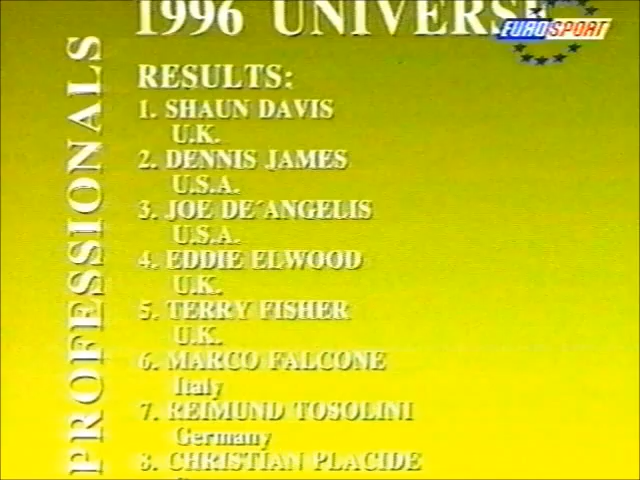 1996 UNIVERSE
EUROSPORT
PROFESSIONALS
RESULTS:
1. SHAUN DAVIS
U.K.
2. DENNIS JAMES
U.S.A.
3. JOE DE´ANGELIS
U.S.A.
4. EDDIE ELWOOD
U.K.
5. TERRY FISHER
U.K.
6. MARCO FALCONE
Italy
7. REIMUND TOSOLINI
Germany
8. CHRISTIAN PLACIDE